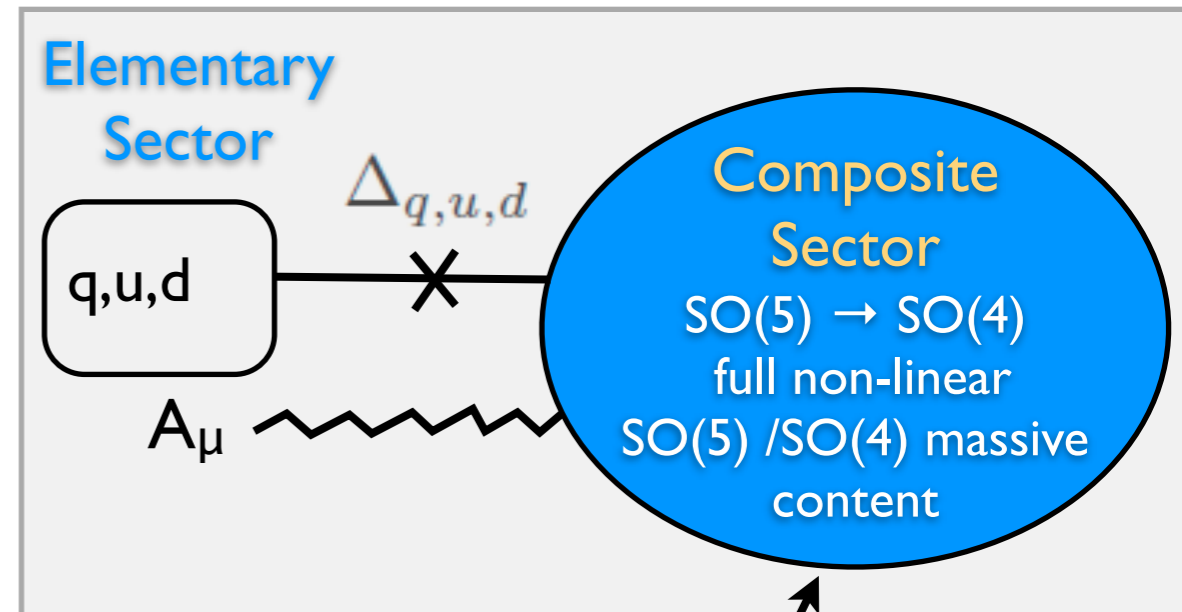 Elementary
Sector
Δq,u,d
q,u,d
Aμ
Composite
Sector
SO(5) → SO(4)
full non-linear
SO(5) /SO(4) massive
content